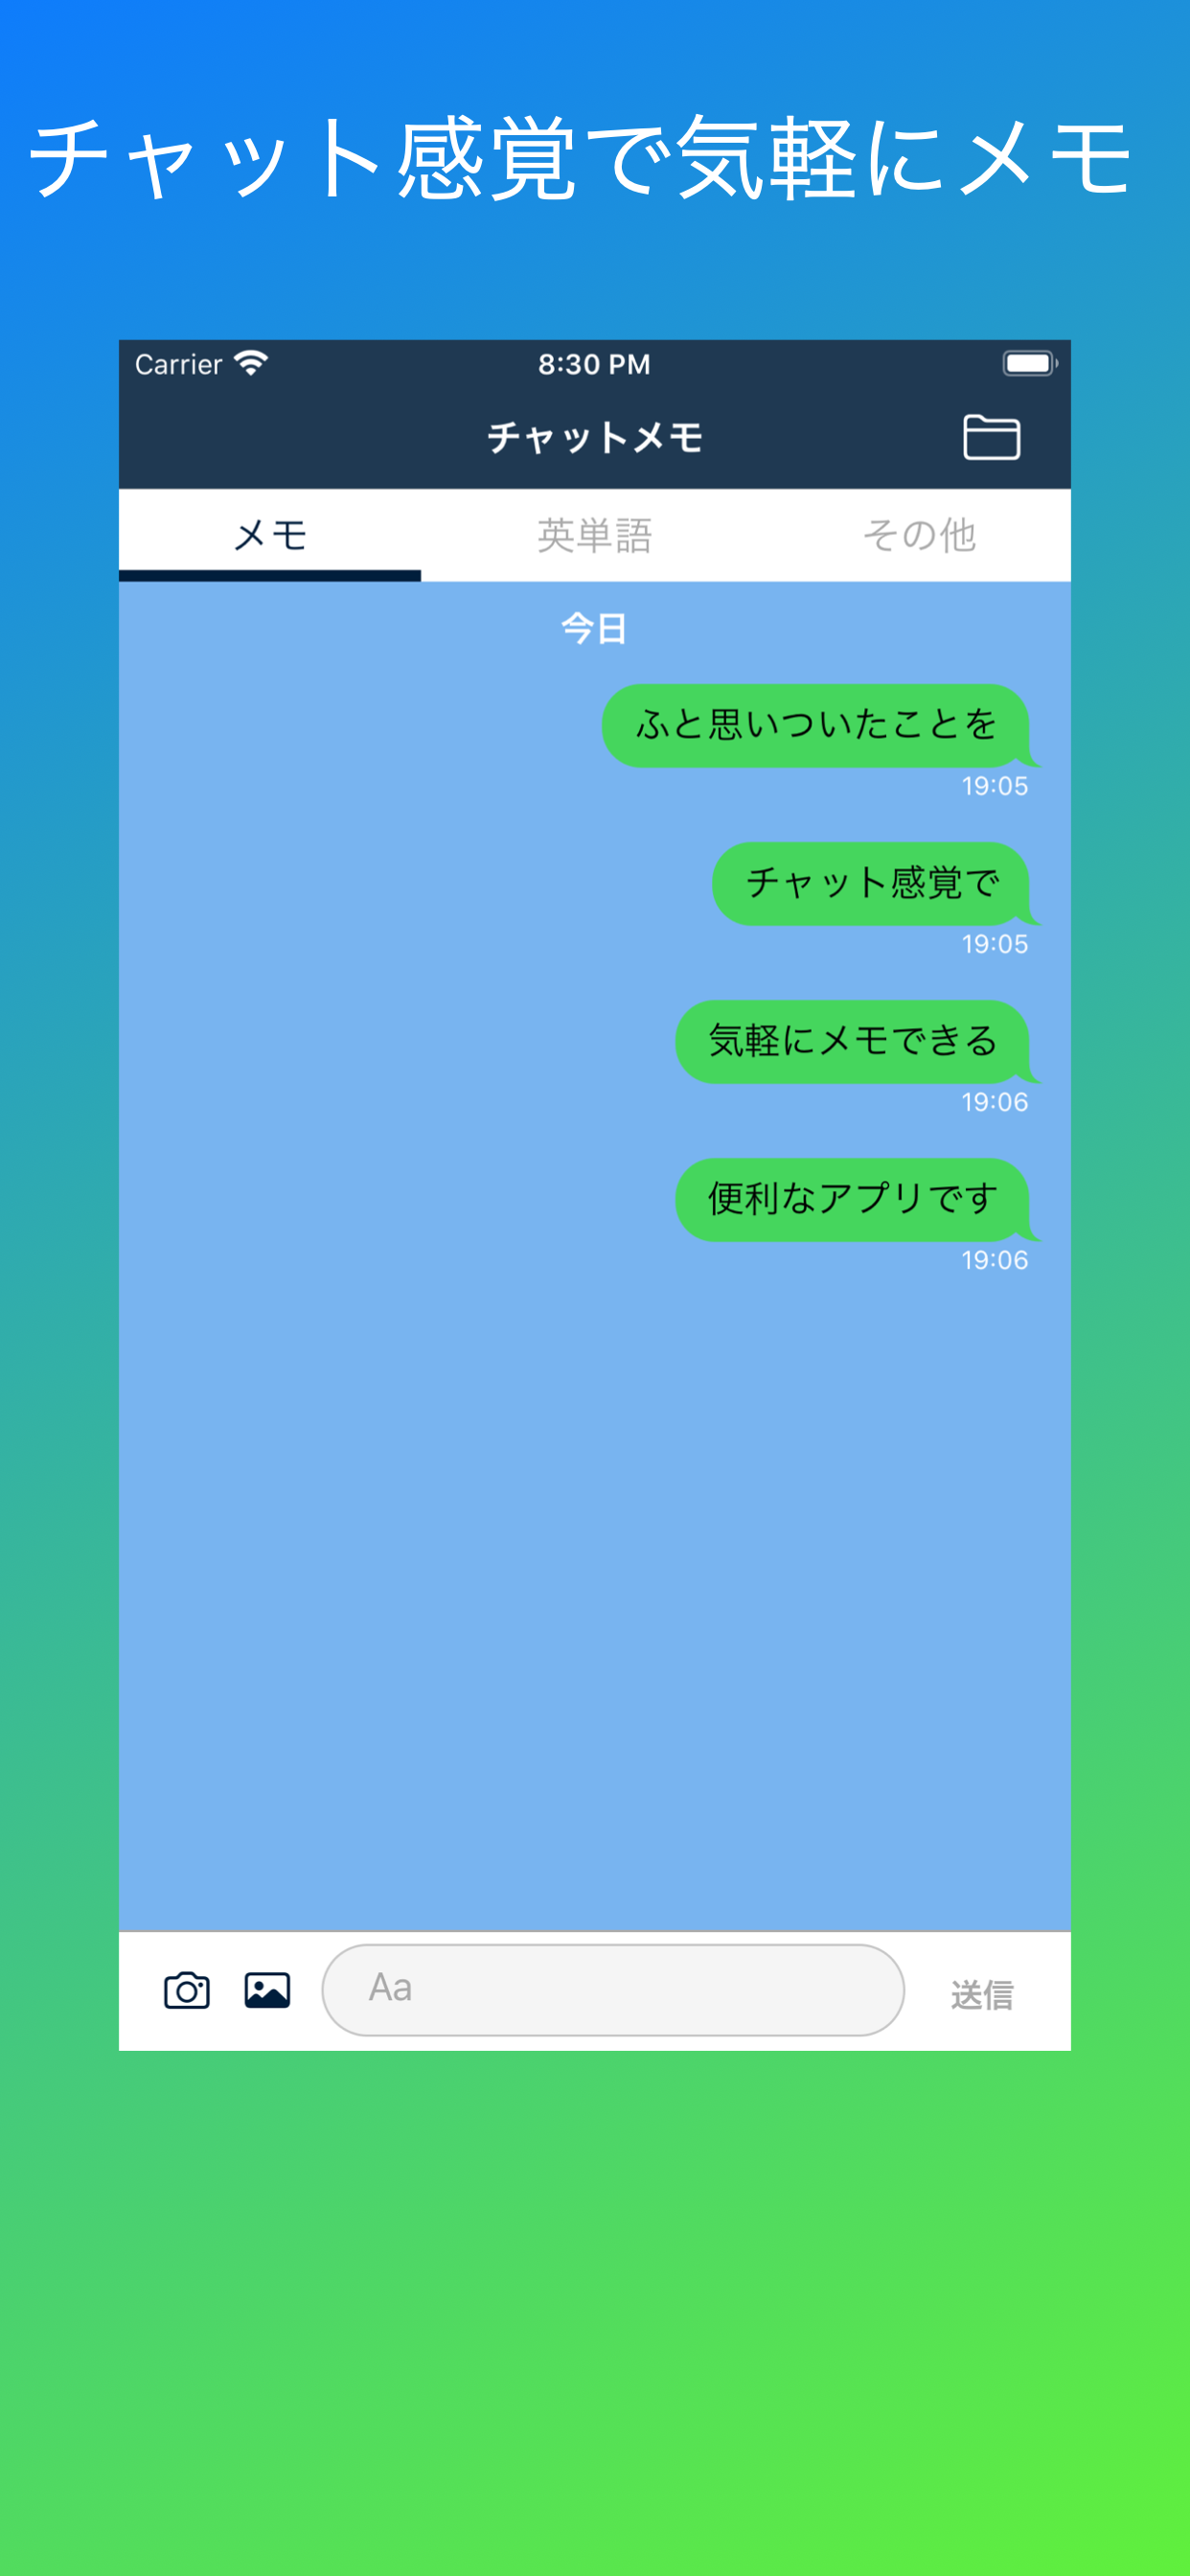 チャット感覚で気軽にメモ
Carrier 8:30 PM
チャットメモ
メモ 英単語 その他
今日
ふと思いついたことを
19:05
チャット感覚で
19:05
気軽にメモできる
19:06
便利なアプリです
19:06
Aa 送信